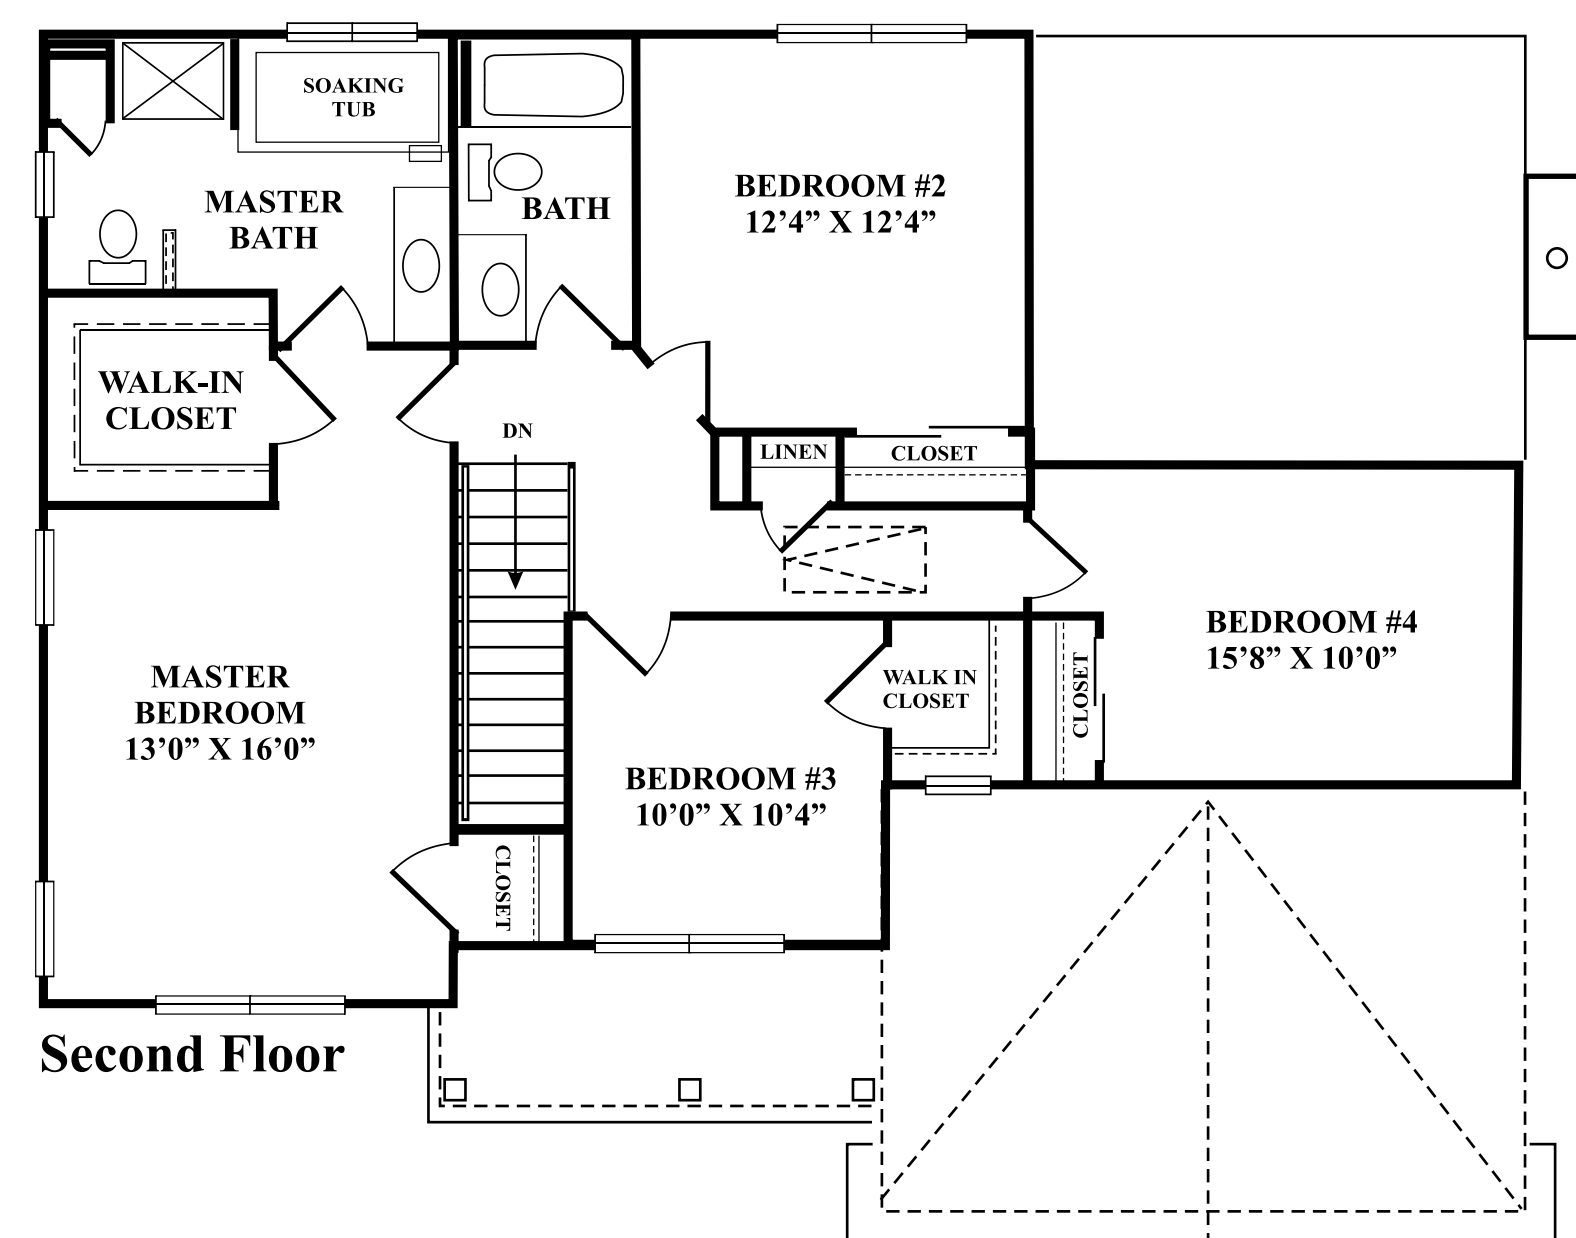 SOAKING
TUB
MASTER
BATH
BATH
BEDROOM #2
12’4” X 12’4”
WALK-IN
CLOSET
DN
LINEN
CLOSET
MASTER
BEDROOM
13’0” X 16’0”
BEDROOM #4
15’8” X 10’0”
WALK IN
CLOSET
CLOSET
BEDROOM #3
10’0” X 10’4”
CLOSET
Second Floor